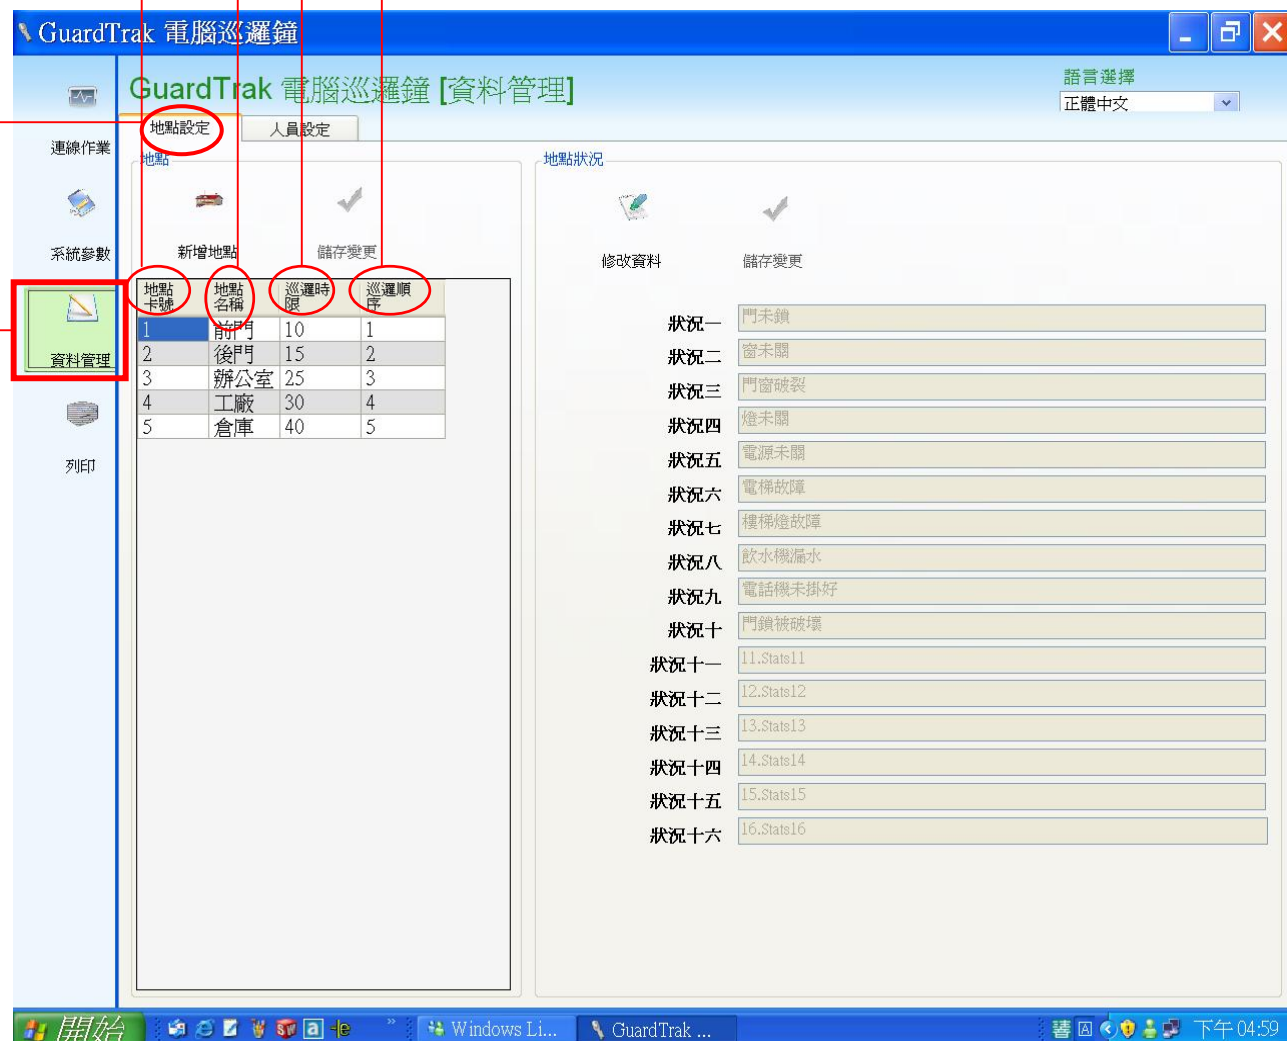 GuardTrak 電腦巡邏鐘
GuardTrak 電腦巡邏鐘 [資料管理]
語言選擇
正體中文
地點設定
人員設定
連線作業
系統參數
資料管理
列印
地點
新增地點
儲存變更
地點卡號 地點名稱 巡邏時限 巡邏順序
1 前門 10 1
2 後門 15 2
3 辦公室 25 3
4 工廠 30 4
5 倉庫 40 5
地點狀況
修改資料
儲存變更
狀況一 門未鎖
狀況二 窗未關
狀況三 門窗破裂
狀況四 燈未關
狀況五 電源未關
狀況六 電梯故障
狀況七 樓梯燈故障
狀況八 飲水機漏水
狀況九 電話機未掛好
狀況十 門鎖被破壞
狀況十一 11.Stats11
狀況十二 12.Stats12
狀況十三 13.Stats13
狀況十四 14.Stats14
狀況十五 15.Stats15
狀況十六 16.Stats16
開始
Windows Li...
GuardTrak ...
下午 04:59